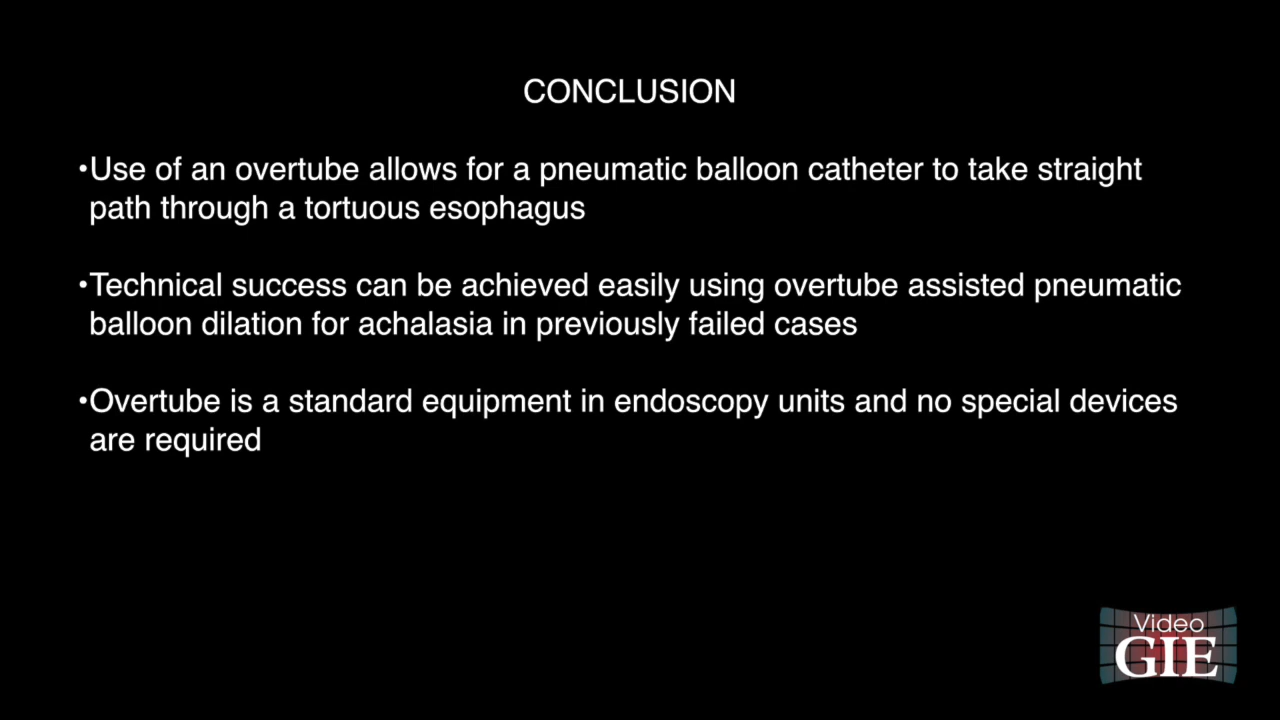 CONCLUSION
•Use of an overtube allows for a pneumatic balloon catheter to take straight
path through a tortuous esophagus
•Technical success can be achieved easily using overtube assisted pneumatic
balloon dilation for achalasia in previously failed cases
•Overtube is a standard equipment in endoscopy units and no special devices
are required
Video
GIE